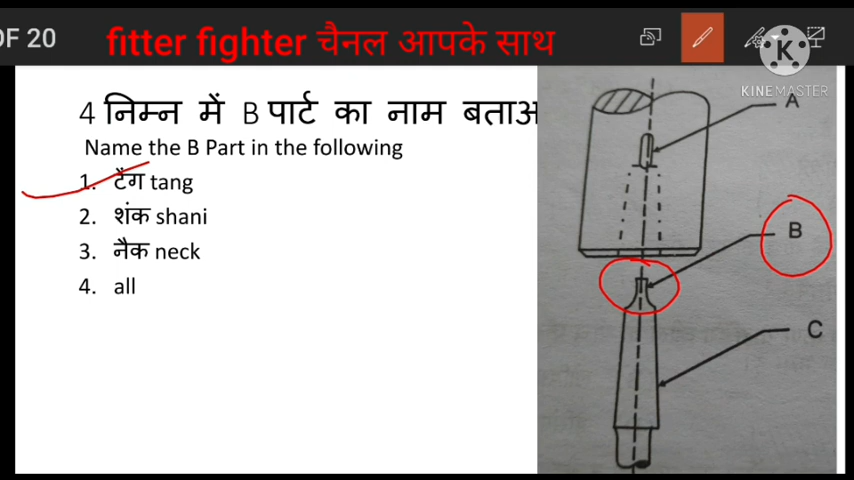 OF 20
fitter fighter चैनल आपके साथ
K
KINEMASTER
4 निम्न में B पार्ट का नाम बताअ
Name the B Part in the following
1. टैंग tang
2. शंक shani
3. नैक neck
4. all
A
B
C